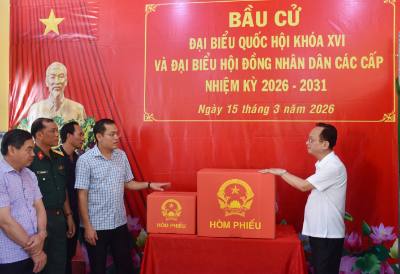 BẦU CỬ
ĐẠI BIỂU QUỐC HỘI KHÓA XVI
VÀ ĐẠI BIỂU HỘI ĐỒNG NHÂN DÂN CÁC CẤP
NHIỆM KỲ 2026 - 2031
Ngày 15 tháng 3 năm 2026
HÒM PHIẾU
HÒM PHIẾU